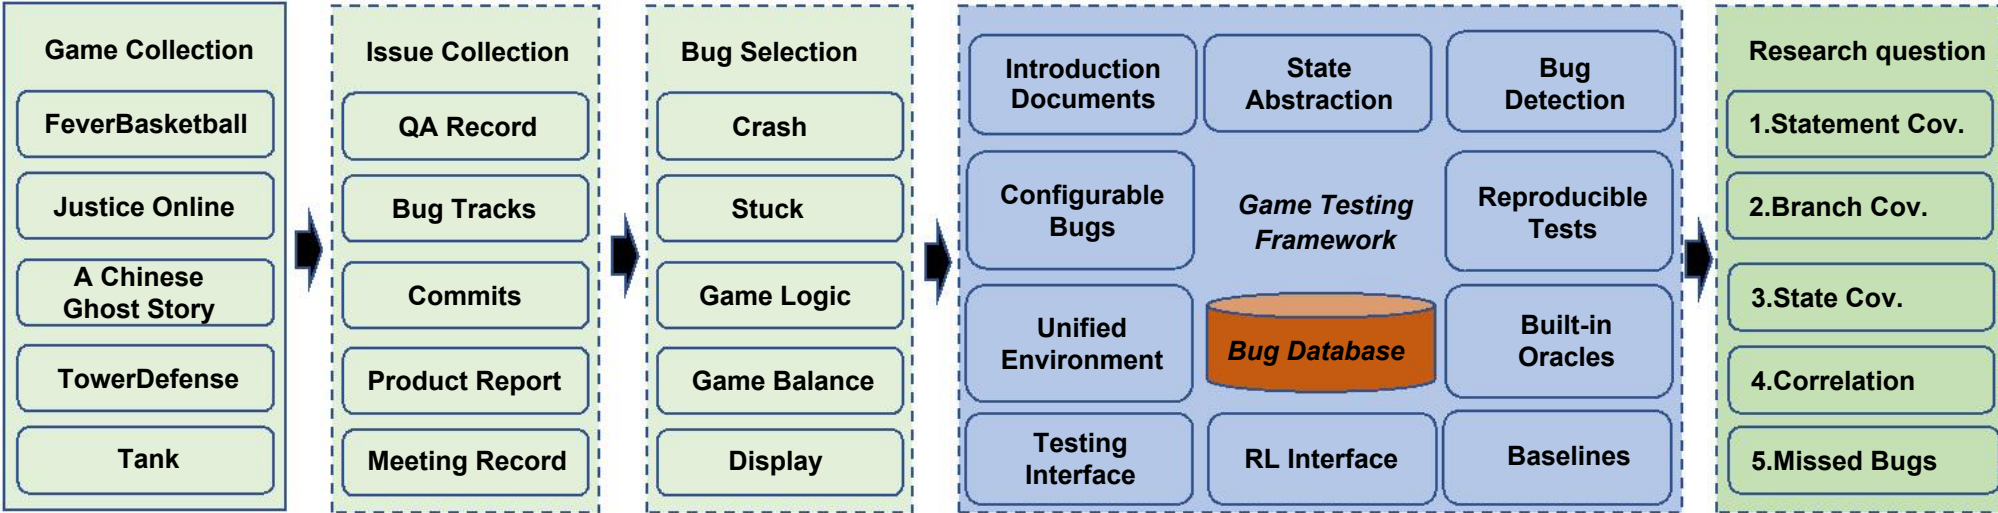 Game Collection
FeverBasketball
Justice Online
A Chinese
Ghost Story
TowerDefense
Tank
Issue Collection
QA Record
Bug Tracks
Commits
Product Report
Meeting Record
Bug Selection
Crash
Stuck
Game Logic
Game Balance
Display
Introduction
Documents
State
Abstraction
Bug
Detection
Configurable
Bugs
Game Testing
Framework
Reproducible
Tests
Unified
Environment
Bug Database
Built-in
Oracles
Testing
Interface
RL Interface
Baselines
Research question
1.Statement Cov.
2.Branch Cov.
3.State Cov.
4.Correlation
5.Missed Bugs